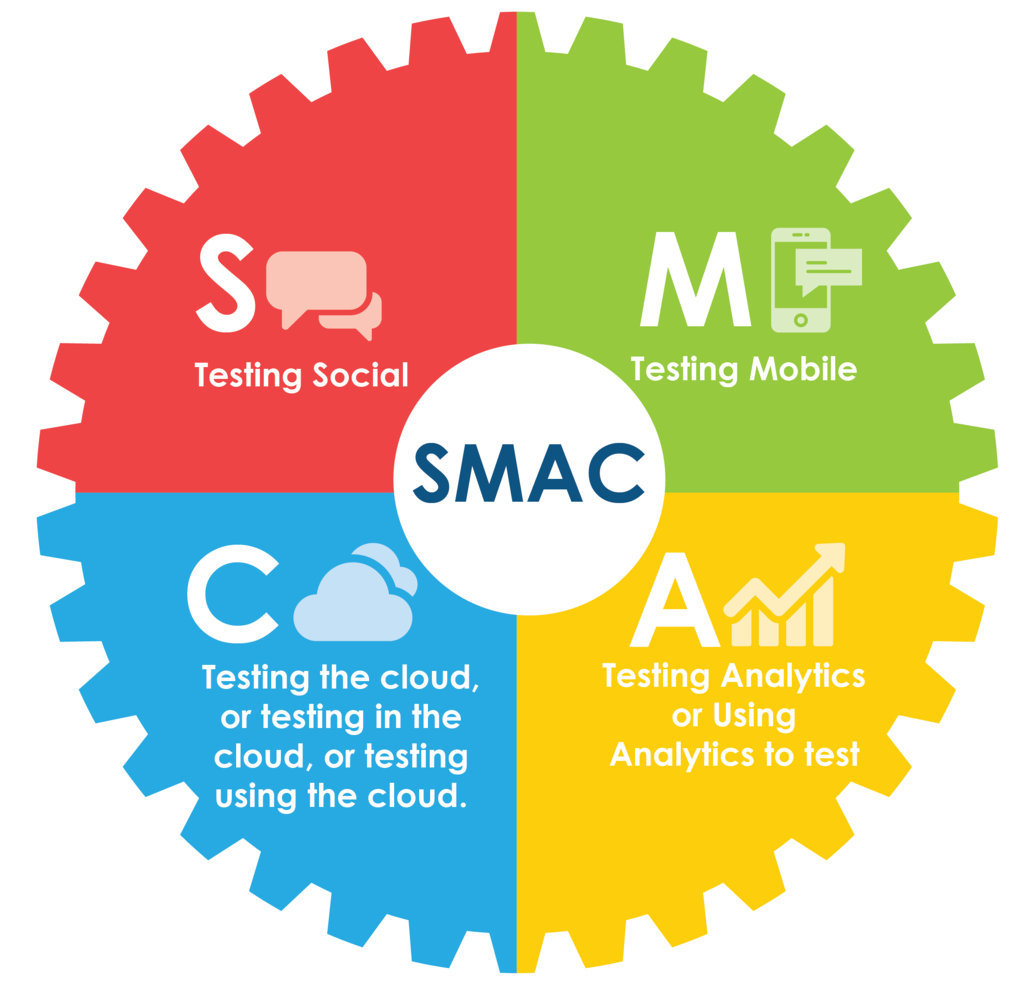 S
Testing Social
M
Testing Mobile
SMAC
C
Testing the cloud,
or testing in the
cloud, or testing
using the cloud.
A
Testing Analytics
or Using
Analytics to test